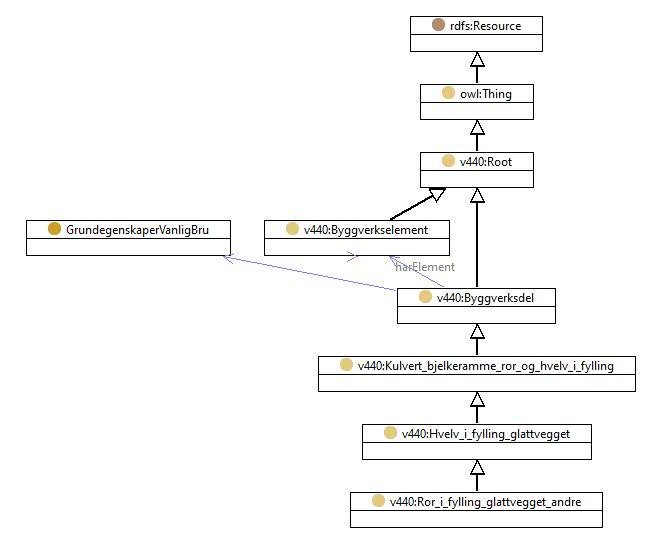 rdfs:Resource
owl:Thing
v440:Root
GrundegenskaperVanligBru
v440:Byggverkselement
harElement
v440:Byggverksdel
v440:Kulvert_bjelkeramme_ror_og_hvelv_i_fylling
v440:Hvelv_i_fylling_glattvegget
v440:Ror_i_fylling_glattvegget_andre